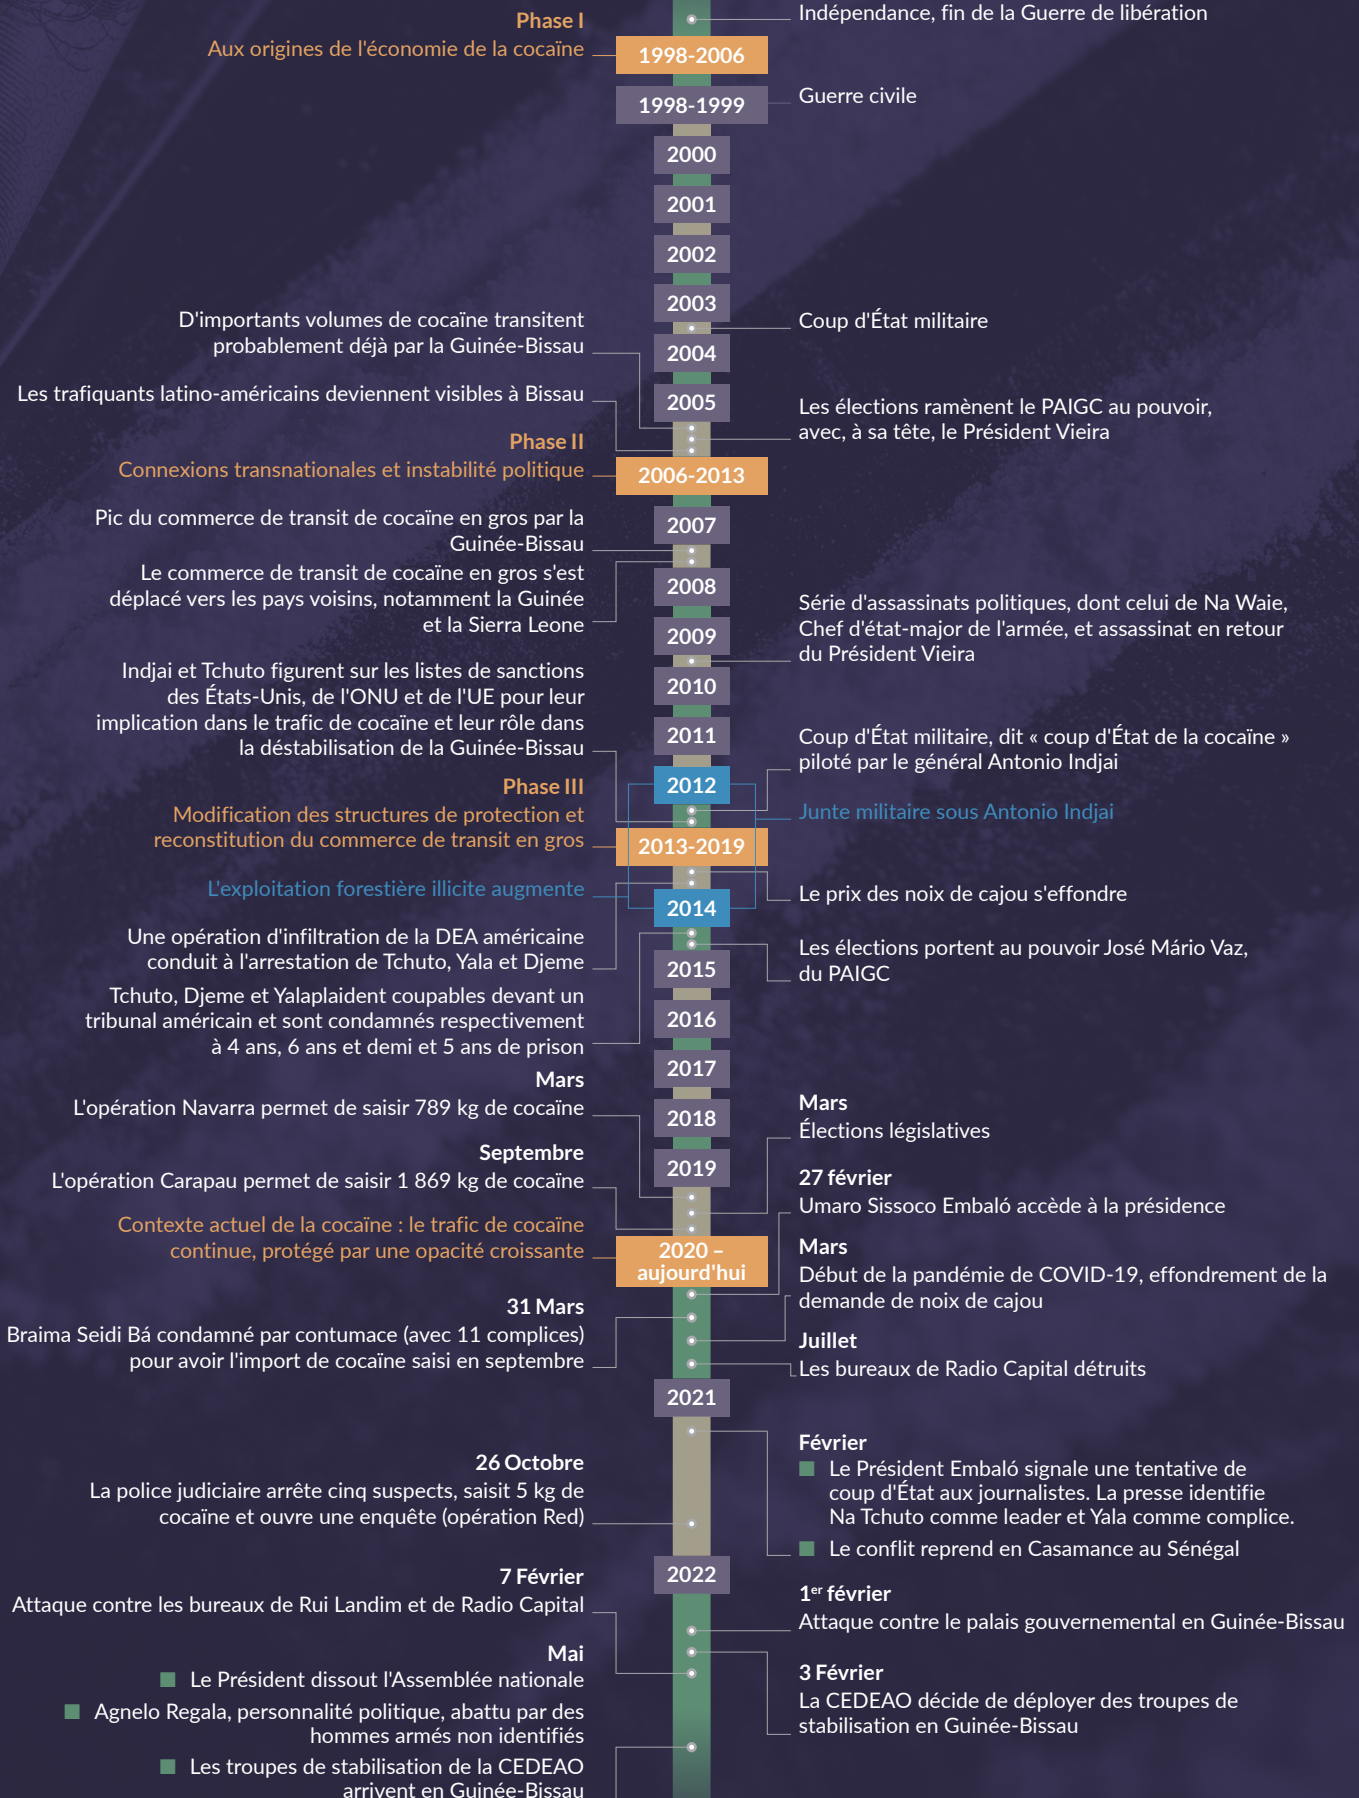 Indépendance, fin de la Guerre de libération
Phase I
Aux origines de l'économie de la cocaïne
1998-2006
1998-1999
Guerre civile
2000
2001
2002
2003
D'importants volumes de cocaïne transitent
probablement déjà par la Guinée-Bissau
Coup d'État militaire
2004
Les trafiquants latino-américains deviennent visibles à Bissau
2005
Les élections ramènent le PAIGC au pouvoir,
avec, à sa tête, le Président Vieira
Phase II
Connexions transnationales et instabilité politique
2006-2013
Pic du commerce de transit de cocaïne en gros par la
Guinée-Bissau
2007
Le commerce de transit de cocaïne en gros s'est
déplacé vers les pays voisins, notamment la Guinée
et la Sierra Leone
2008
2009
Série d'assassinats politiques, dont celui de Na Waie,
Chef d'état-major de l'armée, et assassinat en retour
du Président Vieira
Indjai et Tchuto figurent sur les listes de sanctions
des États-Unis, de l'ONU et de l'UE pour leur
implication dans le trafic de cocaïne et leur rôle dans
la déstabilisation de la Guinée-Bissau
2010
2011
Coup d'État militaire, dit « coup d'État de la cocaïne »
piloté par le général Antonio Indjai
2012
Phase III
Modification des structures de protection et
reconstitution du commerce de transit en gros
Junte militaire sous Antonio Indjai
2013-2019
L'exploitation forestière illicite augmente
Le prix des noix de cajou s'effondre
2014
Une opération d'infiltration de la DEA américaine
conduit à l'arrestation de Tchuto, Yala et Djeme
Les élections portent au pouvoir José Mário Vaz,
du PAIGC
2015
Tchuto, Djeme et Yalaplaident coupables devant un
tribunal américain et sont condamnés respectivement
à 4 ans, 6 ans et demi et 5 ans de prison
2016
2017
Mars
L'opération Navarra permet de saisir 789 kg de cocaïne
2018
Mars
Élections législatives
Septembre
L'opération Carapau permet de saisir 1 869 kg de cocaïne
2019
27 février
Umaro Sissoco Embaló accède à la présidence
Contexte actuel de la cocaïne : le trafic de cocaïne
continue, protégé par une opacité croissante
2020 –
aujourd'hui
Mars
Début de la pandémie de COVID-19, effondrement de la
demande de noix de cajou
31 Mars
Braima Seidi Bá condamné par contumace (avec 11 complices)
pour avoir l'import de cocaïne saisi en septembre
Juillet
Les bureaux de Radio Capital détruits
2021
Février
Le Président Embaló signale une tentative de
coup d'État aux journalistes. La presse identifie
Na Tchuto comme leader et Yala comme complice.
Le conflit reprend en Casamance au Sénégal
26 Octobre
La police judiciaire arrête cinq suspects, saisit 5 kg de
cocaïne et ouvre une enquête (opération Red)
2022
7 Février
Attaque contre les bureaux de Rui Landim et de Radio Capital
1er février
Attaque contre le palais gouvernemental en Guinée-Bissau
3 Février
La CEDEAO décide de déployer des troupes de
stabilisation en Guinée-Bissau
Mai
Le Président dissout l'Assemblée nationale
Agnelo Regala, personnalité politique, abattu par des
hommes armés non identifiés
Les troupes de stabilisation de la CEDEAO
arrivent en Guinée-Bissau